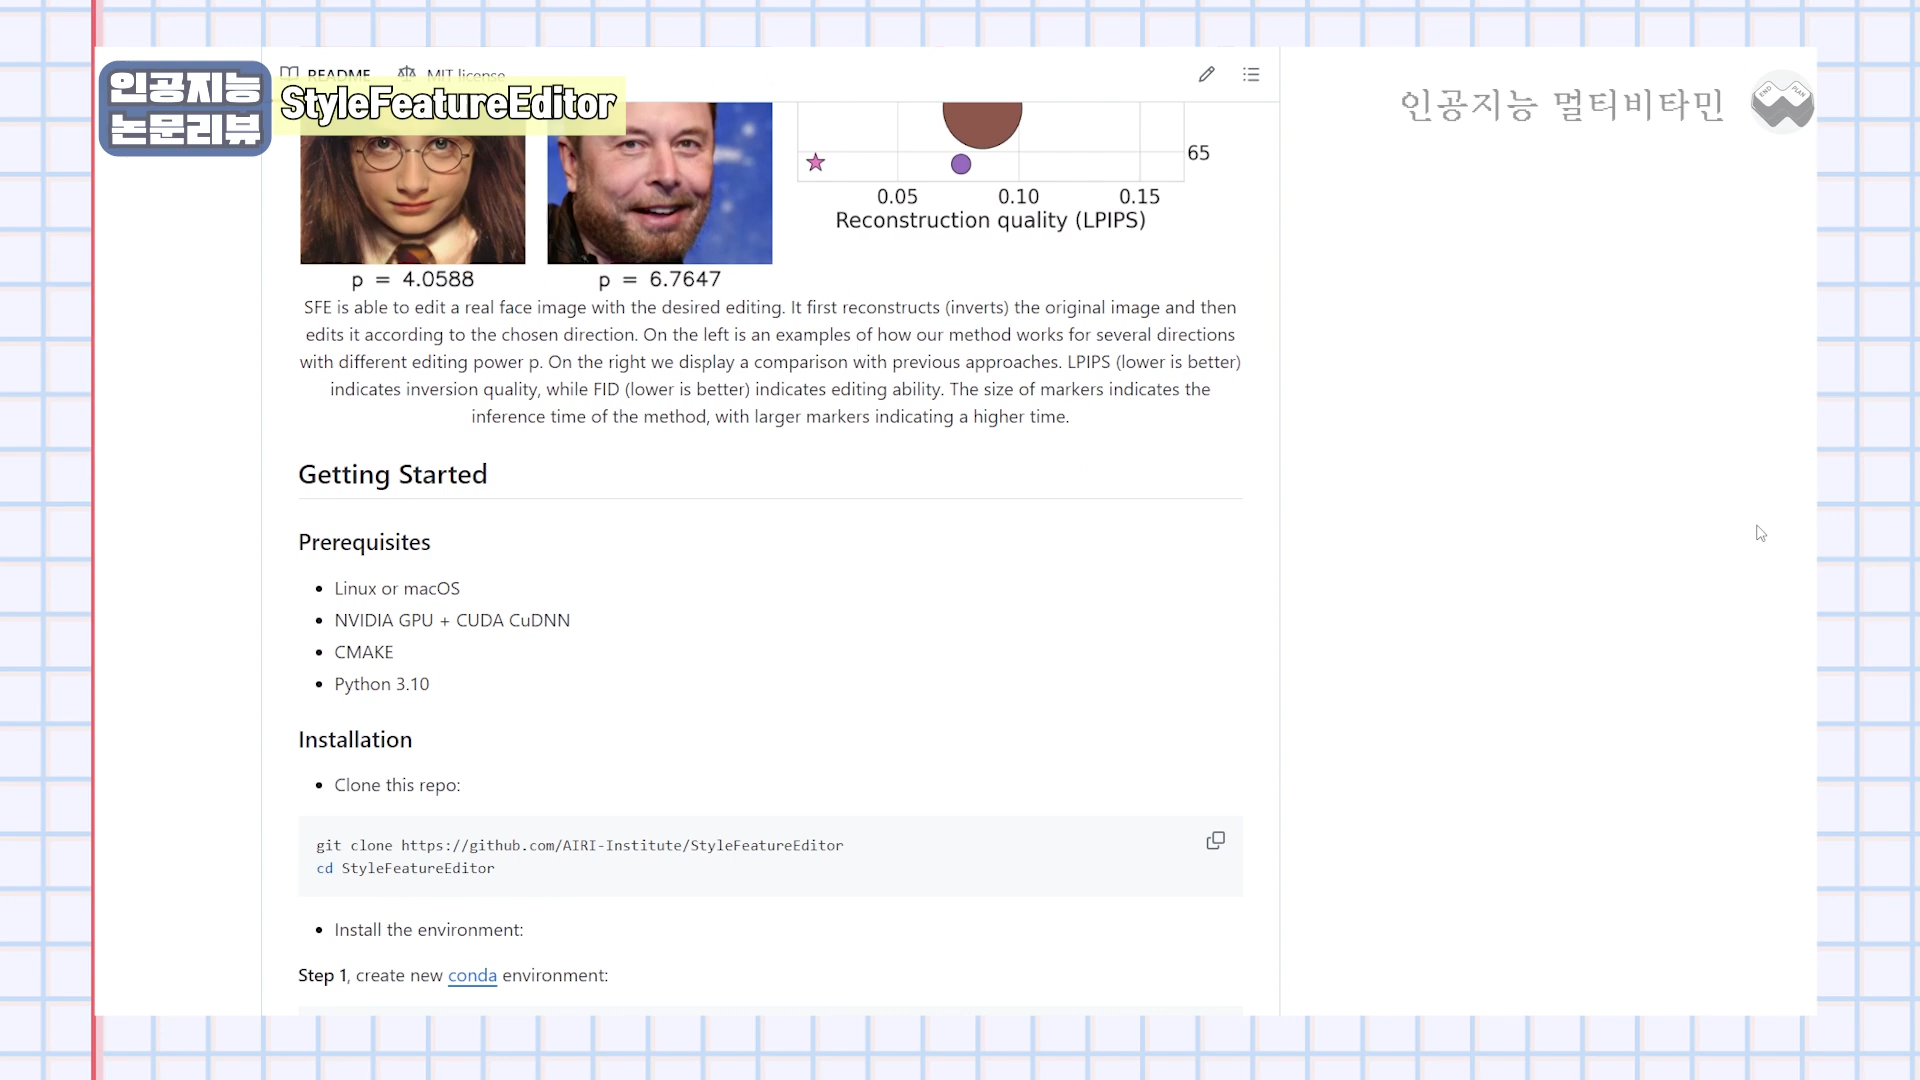 인공지능
논문리뷰
StyleFeatureEditor
README
MIT license
인공지능 멀티비타민
END
PLAN
65
0.05 0.10 0.15
Reconstruction quality (LPIPS)
p = 4.0588
p = 6.7647
SFE is able to edit a real face image with the desired editing. It first reconstructs (inverts) the original image and then
edits it according to the chosen direction. On the left is an examples of how our method works for several directions
with different editing power p. On the right we display a comparison with previous approaches. LPIPS (lower is better)
indicates inversion quality, while FID (lower is better) indicates editing ability. The size of markers indicates the
inference time of the method, with larger markers indicating a higher time.
Getting Started
Prerequisites
Linux or macOS
NVIDIA GPU + CUDA CuDNN
CMAKE
Python 3.10
Installation
Clone this repo:
git clone https://github.com/AIRI-Institute/StyleFeatureEditor
cd StyleFeatureEditor
Install the environment:
Step 1, create new conda environment: